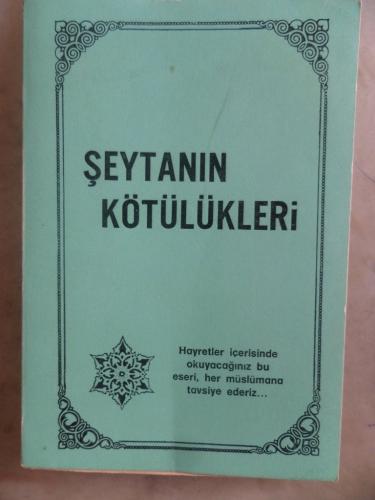 ŞEYTANIN
KÖTÜLÜKLERİ
Hayretler içerisinde
okuyacağınız bu
eseri, her müslümana
tavsiye ederiz...